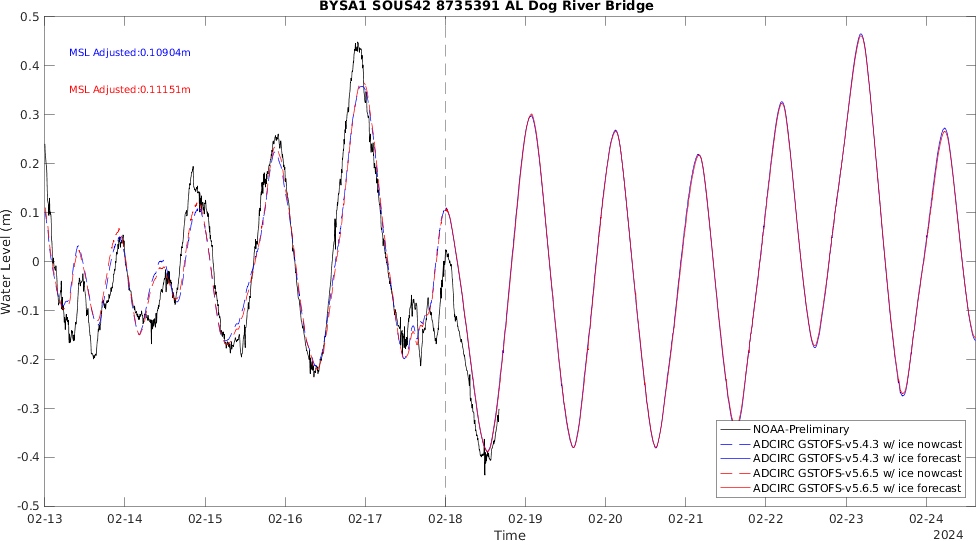 BYSA1 SOUS42 8735391 AL Dog River Bridge
0.5
MSL Adjusted:0.10904m
0.4
MSL Adjusted:0.11151m
0.3
0.2
0.1
0
Water Level (m)
-0.1
-0.2
-0.3
NOAA-Preliminary
ADCIRC GSTOFS-v5.4.3 w/ ice nowcast
-0.4
ADCIRC GSTOFS-v5.4.3 w/ ice forecast
ADCIRC GSTOFS-v5.6.5 w/ ice nowcast
ADCIRC GSTOFS-v5.6.5 w/ ice forecast
-0.5
02-13 02-14 02-15 02-16 02-17 02-18 02-19 02-20 02-21 02-22 02-23 02-24
Time
2024